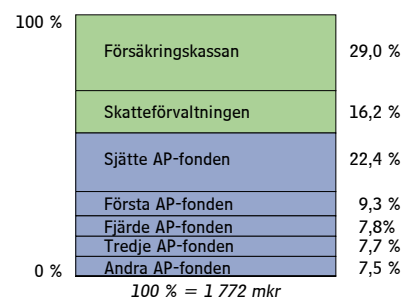 100 %
Försäkringskassan 29,0 %
Skatteförvaltningen 16,2 %
Sjätte AP-fonden 22,4 %
Första AP-fonden 9,3 %
Fjärde AP-fonden 7,8%
Tredje AP-fonden 7,7 %
0 % Andra AP-fonden 7,5 %
100 % = 1 772 mkr